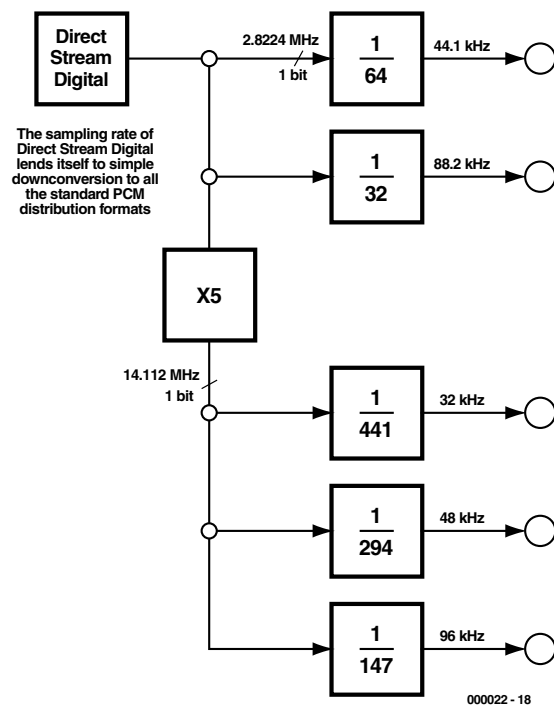 Direct
Stream
Digital
The sampling rate of
Direct Stream Digital
lends itself to simple
downconversion to all
the standard PCM
distribution formats
2.8224 MHz
1 bit
1
64
44.1 kHz
1
32
88.2 kHz
X5
14.112 MHz
1 bit
1
441
32 kHz
1
294
48 kHz
1
147
96 kHz
000022 - 18